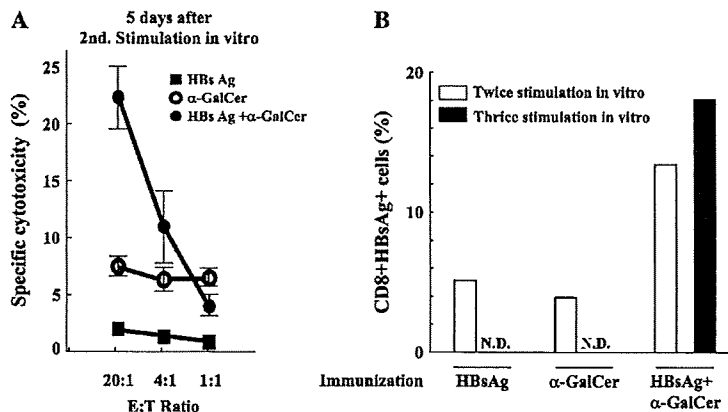 A
5 days after
2nd. Stimulation in vitro
HBs Ag
α-GalCer
HBs Ag +α-GalCer
Specific cytotoxicity (%)
25
20
15
10
5
0
20:1 4:1 1:1
E:T Ratio
B
Twice stimulation in vitro
Thrice stimulation in vitro
CD8+HBsAg+ cells (%)
20
10
0
N.D. N.D.
Immunization HBsAg α-GalCer HBsAg+
α-GalCer